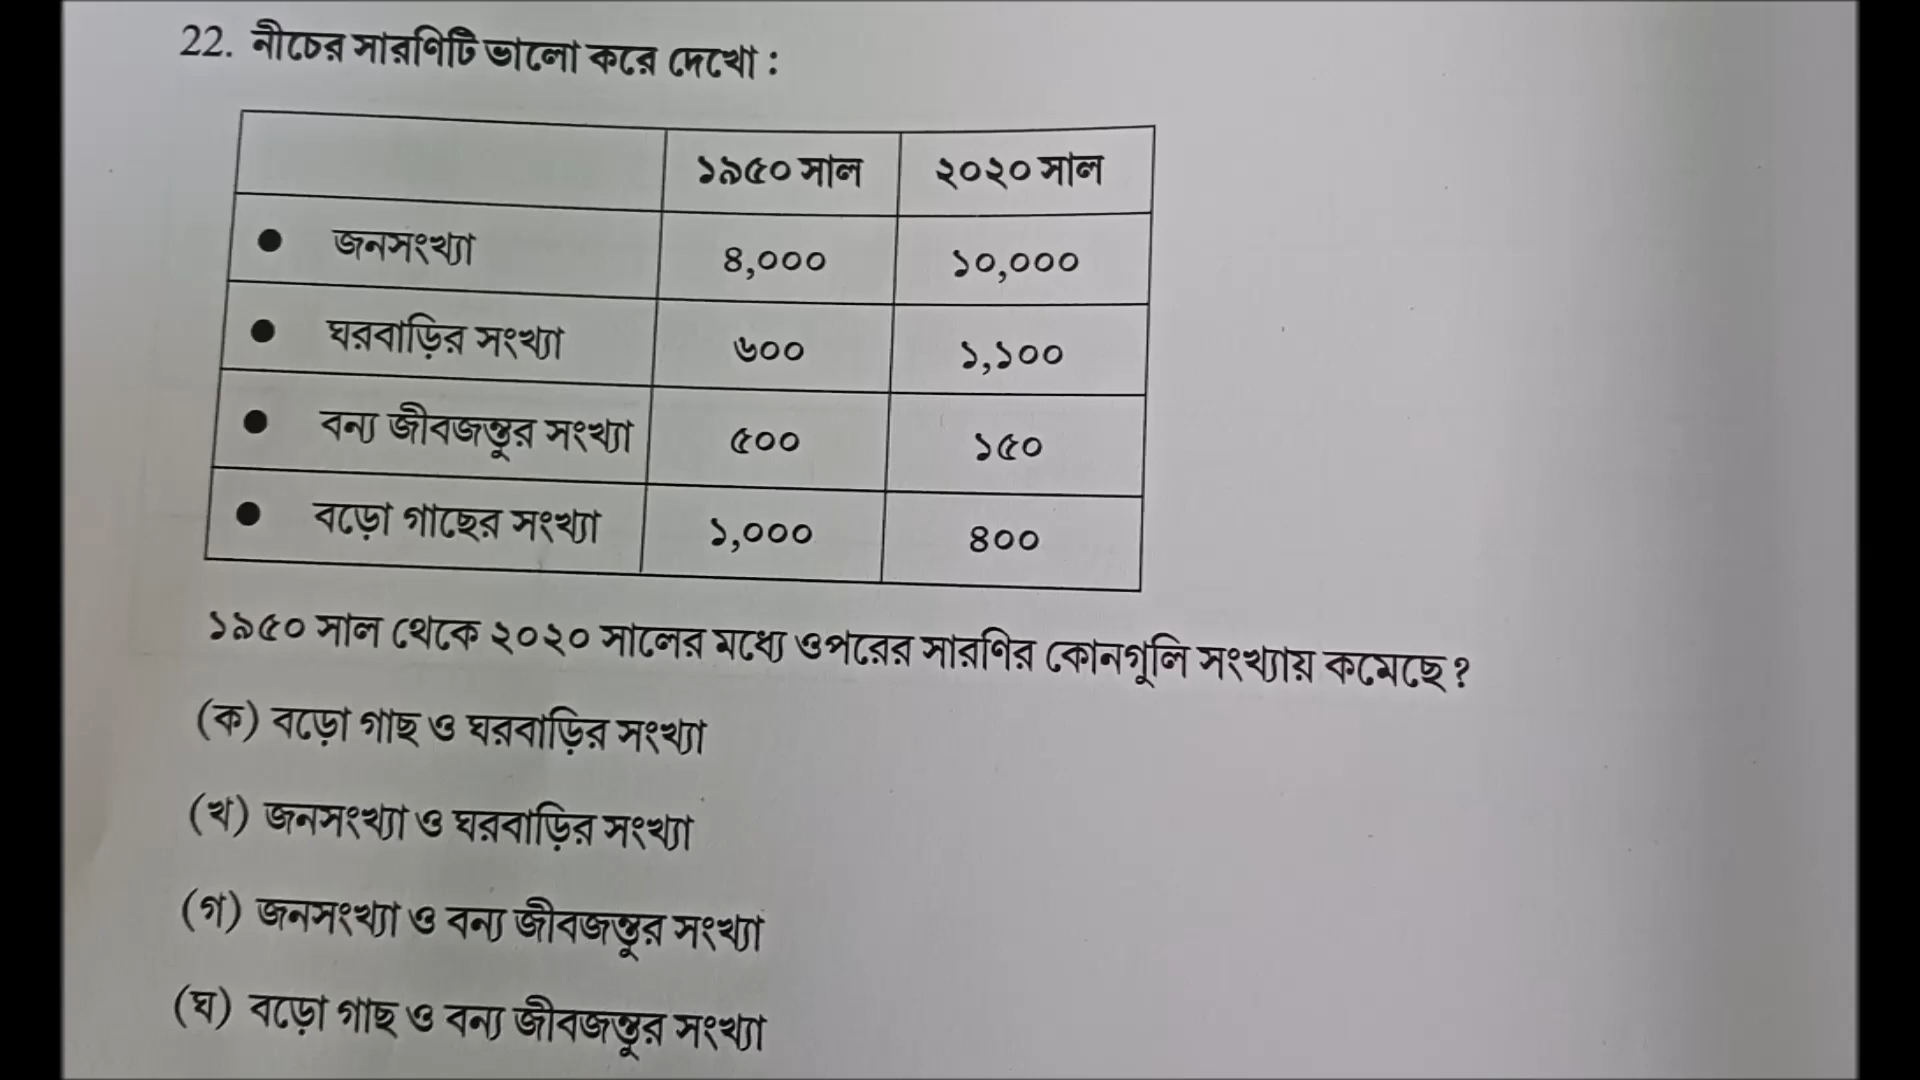 22. নীচের সারণিটি ভালো করে দেখো :
১৯৫০ সাল ২০২০ সাল
● জনসংখ্যা ৪,০০০ ১০,০০০
● ঘরবাড়ির সংখ্যা ৬০০ ১,১০০
● বন্য জীবজন্তুর সংখ্যা ৫০০ ১৫০
● বড়ো গাছের সংখ্যা ১,০০০ ৪০০
১৯৫০ সাল থেকে ২০২০ সালের মধ্যে ওপরের সারণির কোনগুলি সংখ্যায় কমেছে ?
(ক) বড়ো গাছ ও ঘরবাড়ির সংখ্যা
(খ) জনসংখ্যা ও ঘরবাড়ির সংখ্যা
(গ) জনসংখ্যা ও বন্য জীবজন্তুর সংখ্যা
(ঘ) বড়ো গাছ ও বন্য জীবজন্তুর সংখ্যা